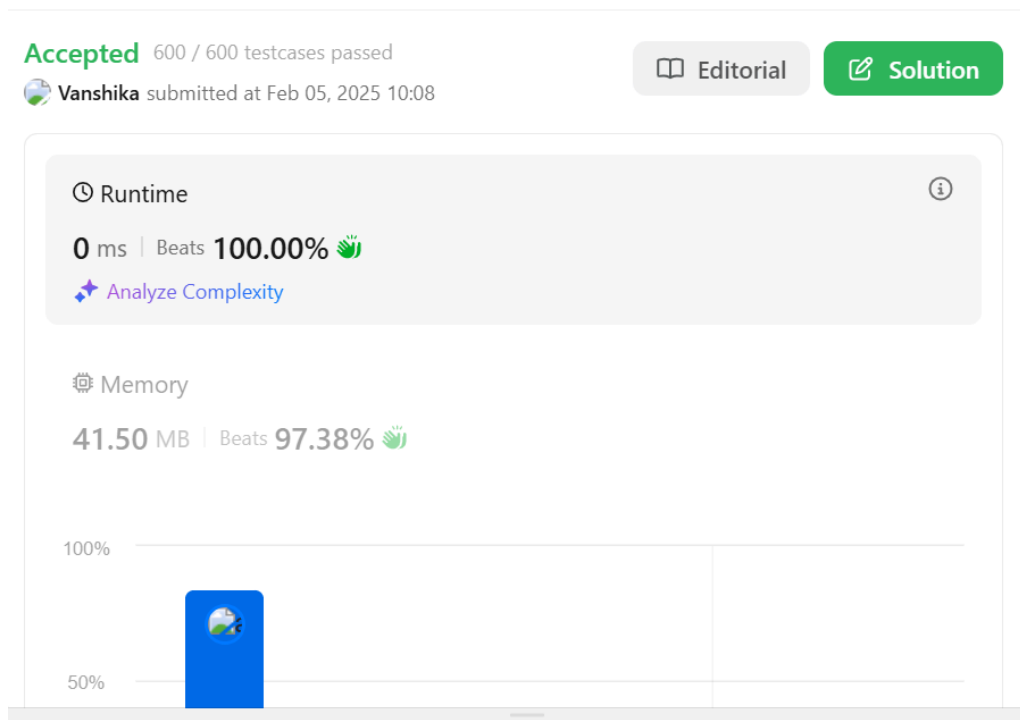 Accepted 600 / 600 testcases passed
Editorial
Solution
Vanshika submitted at Feb 05, 2025 10:08
Runtime
0 ms Beats 100.00%
Analyze Complexity
Memory
41.50 MB Beats 97.38%
100%
50%